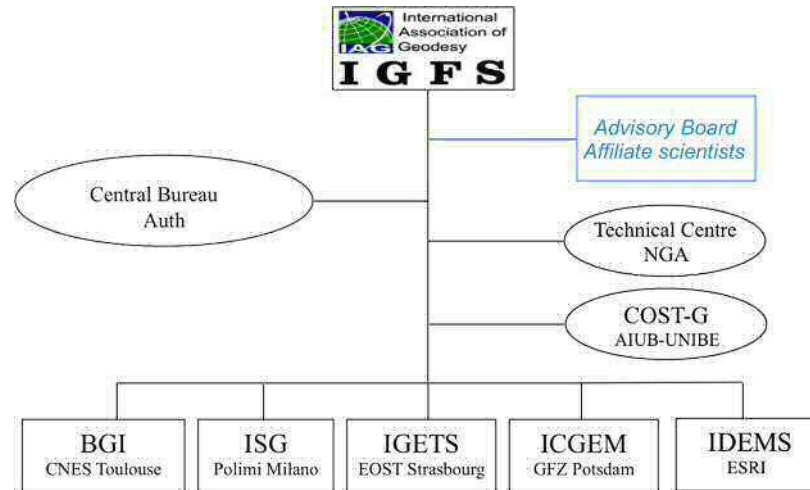 International
Association of
Geodesy
IAG
I G F S
Advisory Board
Affiliate scientists
Central Bureau
Auth
Technical Centre
NGA
COST-G
AIUB-UNIBE
BGI
CNES Toulouse
ISG
Polimi Milano
IGETS
EOST Strasbourg
ICGEM
GFZ Potsdam
IDEMS
ESRI